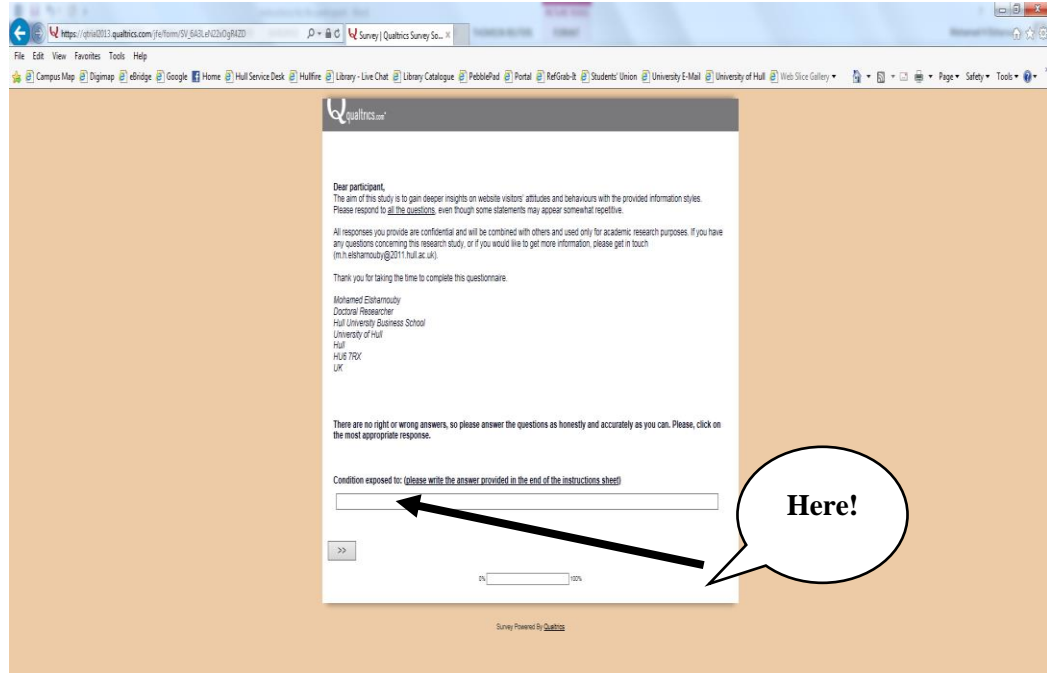 https://qtrial2013.qualtrics.com/jfe/form/SV_6A3LeN22xOgR4ZD
Survey | Qualtrics Survey So...
File Edit View Favorites Tools Help
Campus Map Digimap eBridge Google Home Hull Service Desk Hullfire Library - Live Chat Library Catalogue PebblePad Portal RefGrab-It Students' Union University E-Mail University of Hull Web Slice Gallery Page Safety Tools
qualtrics.com
Dear participant,
The aim of this study is to gain deeper insights on website visitors' attitudes and behaviours with the provided information styles.
Please respond to all the questions, even though some statements may appear somewhat repetitive.
All responses you provide are confidential and will be combined with others and used only for academic research purposes. If you have
any questions concerning this research study, or if you would like to get more information, please get in touch
(m.h.elshamouby@2011.hull.ac.uk).
Thank you for taking the time to complete this questionnaire.
Mohamed Elshamouby
Doctoral Researcher
Hull University Business School
University of Hull
Hull
HU6 7RX
UK
There are no right or wrong answers, so please answer the questions as honestly and accurately as you can. Please, click on
the most appropriate response.
Condition exposed to: (please write the answer provided in the end of the instructions sheet)
Here!
>>
0% 100%
Survey Powered By Qualtrics